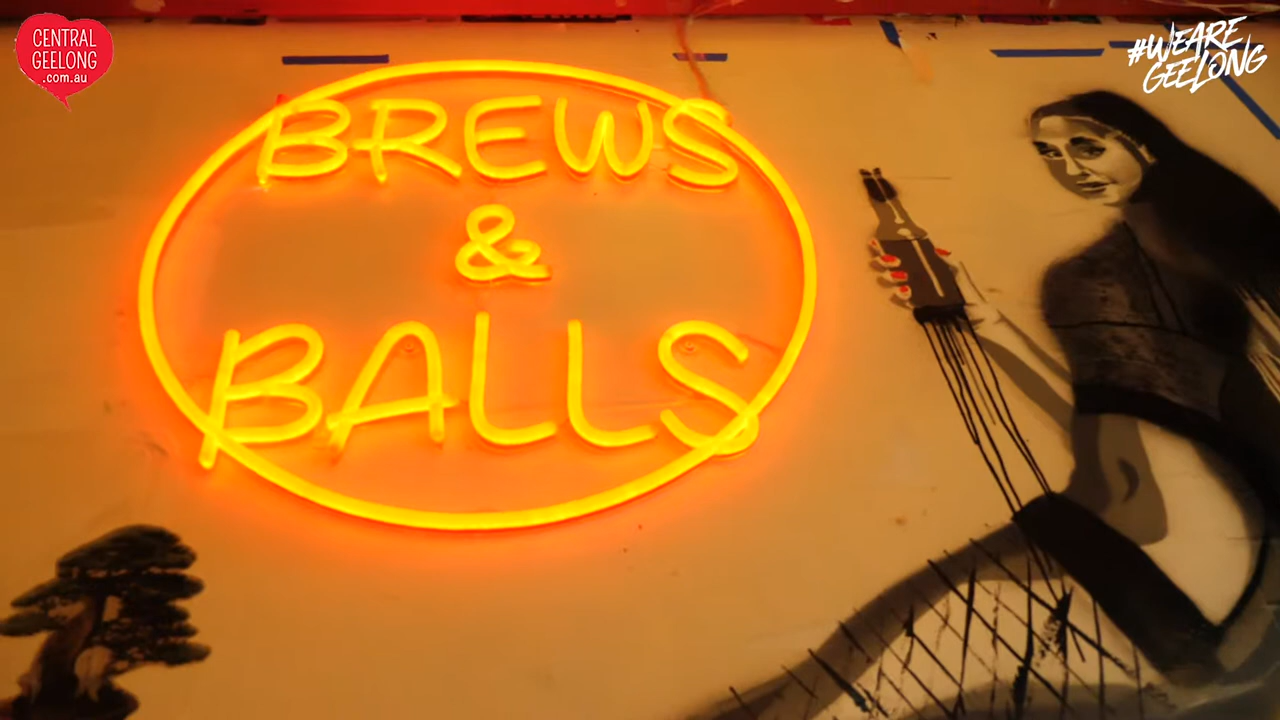 CENTRAL
GEELONG
.com.au
#WEARE
GEELONG
BREWS
&
BALLS